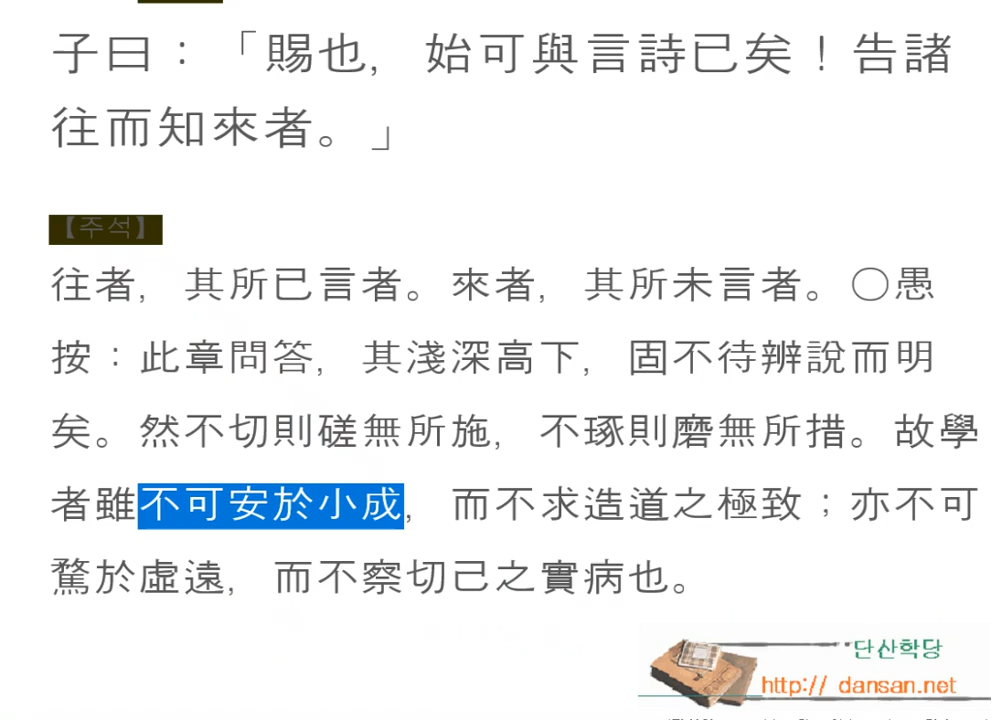 子曰：「賜也，始可與言詩已矣！告諸
往而知來者。」
【주석】
往者，其所已言者。來者，其所未言者。〇愚
按：此章問答，其淺深高下，固不待辨說而明
矣。然不切則磋無所施，不琢則磨無所措。故學
者雖不可安於小成，而不求造道之極致；亦不可
騖於虛遠，而不察切己之實病也。
단산학당
http:// dansan.net